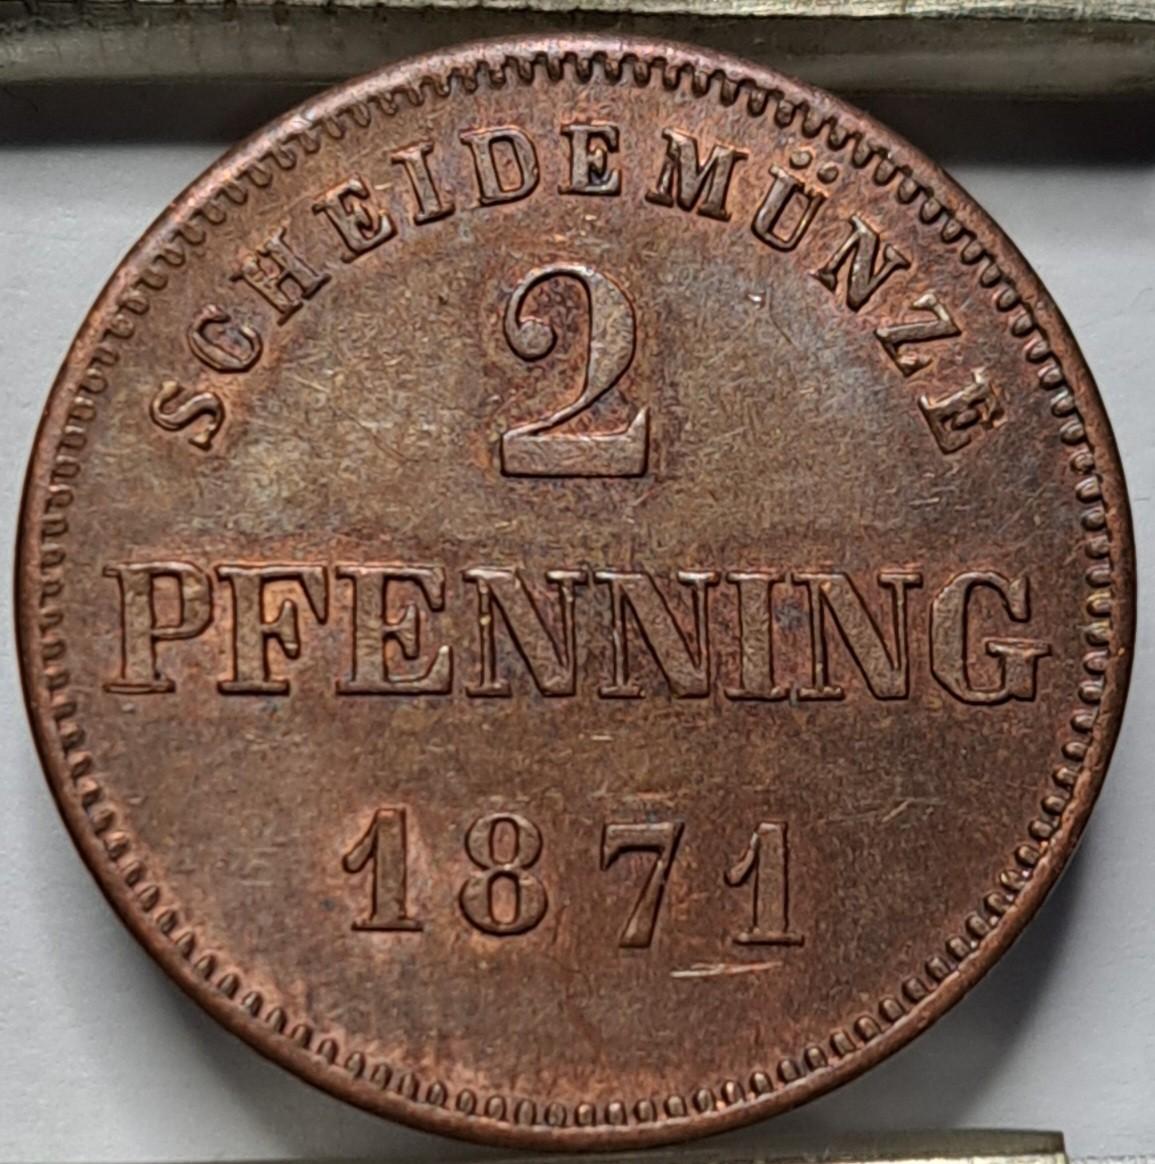 SCHEIDEMÜNZE
2
PFENNING
1871